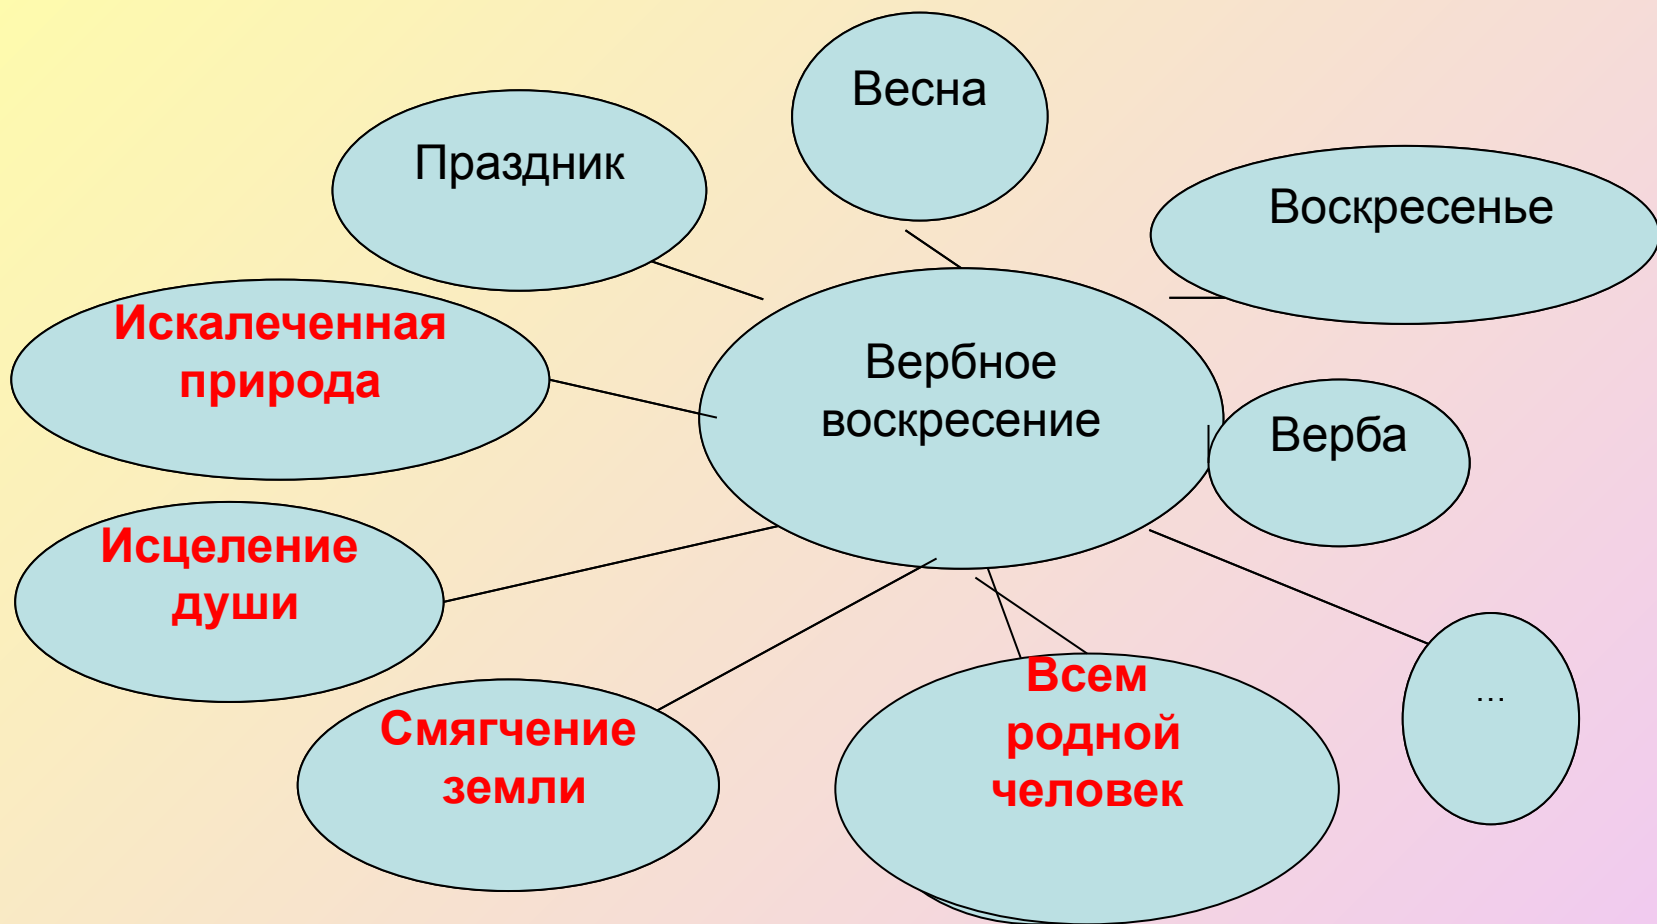 Весна
Праздник
Воскресенье
Искалеченная
природа
Вербное
воскресение
Верба
Исцеление
души
Смягчение
земли
Всем
родной
человек
...